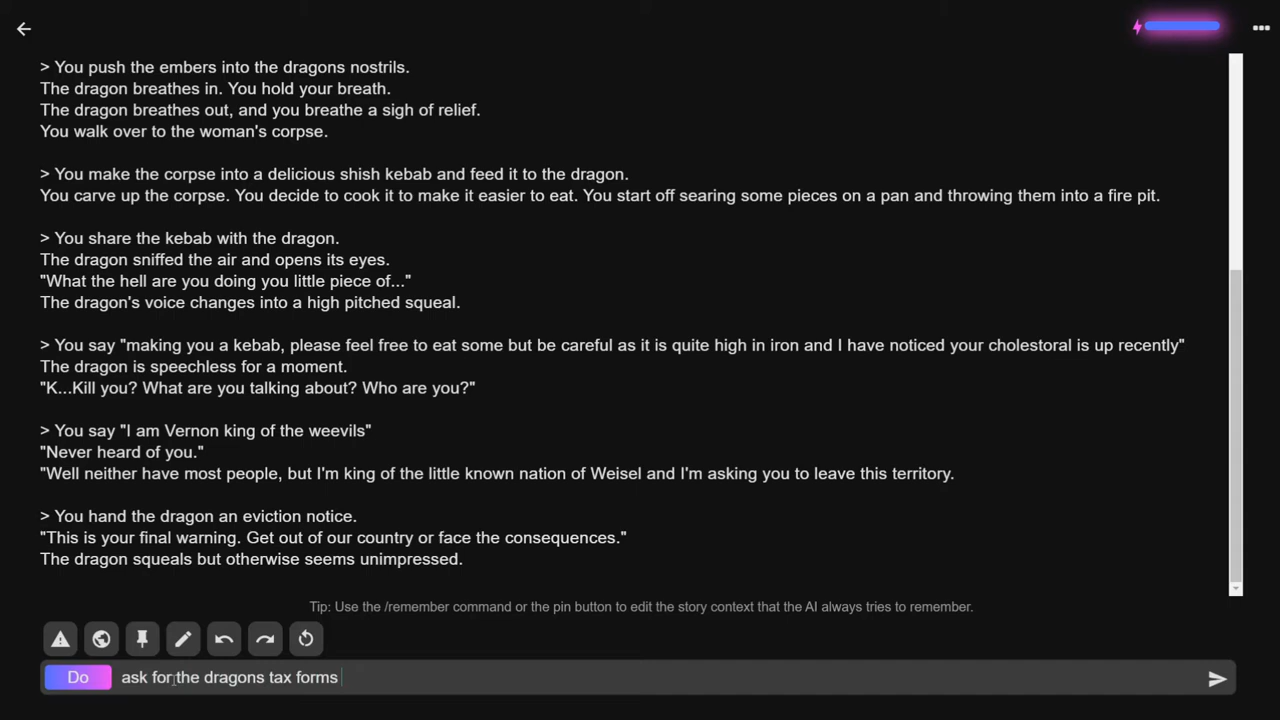 > You push the embers into the dragons nostrils.
The dragon breathes in. You hold your breath.
The dragon breathes out, and you breathe a sigh of relief.
You walk over to the woman's corpse.
> You make the corpse into a delicious shish kebab and feed it to the dragon.
You carve up the corpse. You decide to cook it to make it easier to eat. You start off searing some pieces on a pan and throwing them into a fire pit.
> You share the kebab with the dragon.
The dragon sniffed the air and opens its eyes.
"What the hell are you doing you little piece of..."
The dragon's voice changes into a high pitched squeal.
> You say "making you a kebab, please feel free to eat some but be careful as it is quite high in iron and I have noticed your cholestoral is up recently"
The dragon is speechless for a moment.
"K...Kill you? What are you talking about? Who are you?"
> You say "I am Vernon king of the weevils"
"Never heard of you."
"Well neither have most people, but I'm king of the little known nation of Weisel and I'm asking you to leave this territory.
> You hand the dragon an eviction notice.
"This is your final warning. Get out of our country or face the consequences."
The dragon squeals but otherwise seems unimpressed.
Tip: Use the /remember command or the pin button to edit the story context that the AI always tries to remember.
Do ask for the dragons tax forms